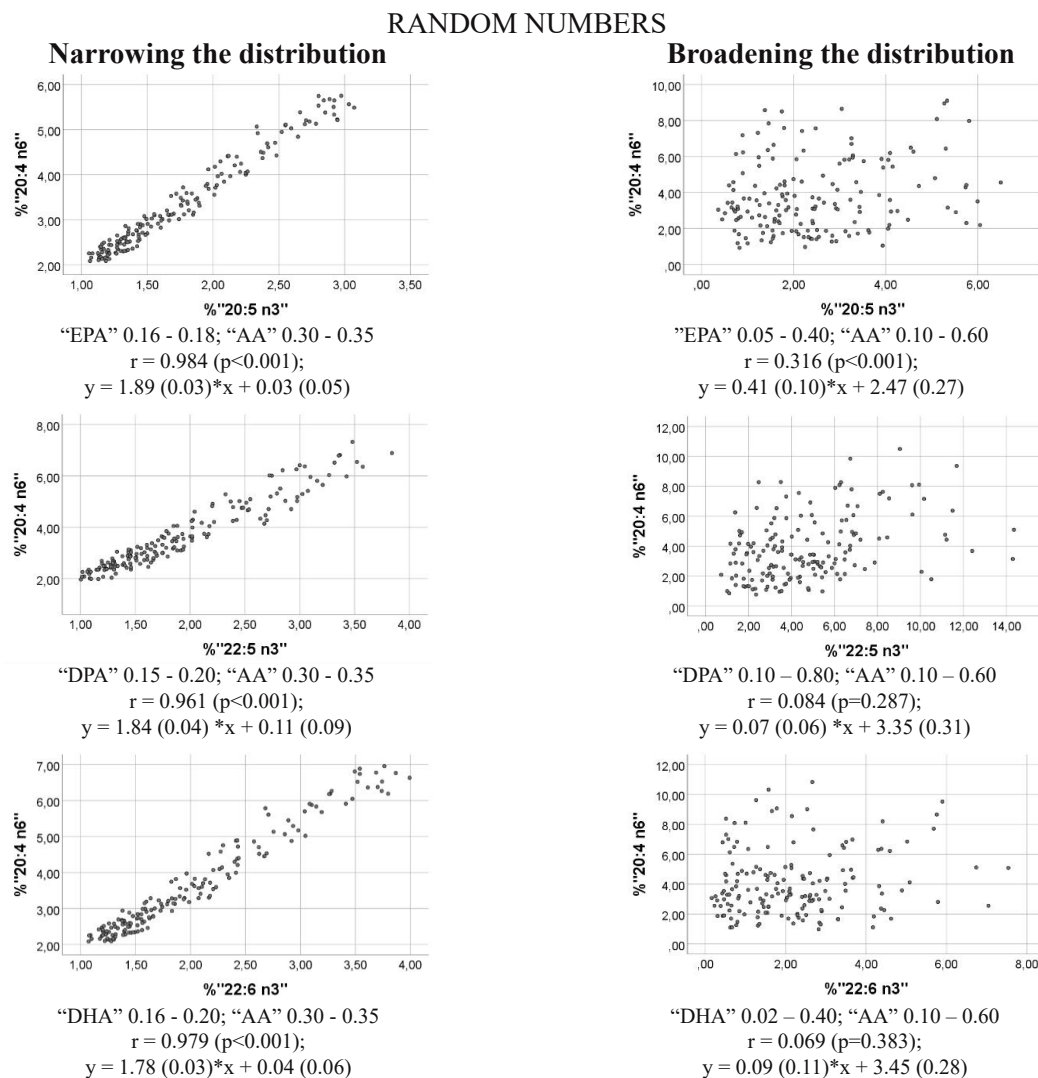 RANDOM NUMBERS
Narrowing the distribution
6,00
5,00
4,00
3,00
2,00
%"20:4 n6"
1,00 1,50 2,00 2,50 3,00 3,50
%"20:5 n3"
“EPA” 0.16 - 0.18; “AA” 0.30 - 0.35
r = 0.984 (p<0.001);
y = 1.89 (0.03)*x + 0.03 (0.05)
Broadening the distribution
10,00
8,00
6,00
4,00
2,00
,00
%"20:4 n6"
,00 2,00 4,00 6,00
%"20:5 n3"
"EPA” 0.05 - 0.40; “AA” 0.10 - 0.60
r = 0.316 (p<0.001);
y = 0.41 (0.10)*x + 2.47 (0.27)
8,00
6,00
4,00
2,00
%"20:4 n6"
1,00 1,50 2,00 2,50 3,00 3,50 4,00
%"22:5 n3"
“DPA” 0.15 - 0.20; “AA” 0.30 - 0.35
r = 0.961 (p<0.001);
y = 1.84 (0.04) *x + 0.11 (0.09)
12,00
10,00
8,00
6,00
4,00
2,00
,00
%"20:4 n6"
,00 2,00 4,00 6,00 8,00 10,00 12,00 14,00
%"22:5 n3"
“DPA” 0.10 – 0.80; “AA” 0.10 – 0.60
r = 0.084 (p=0.287);
y = 0.07 (0.06) *x + 3.35 (0.31)
7,00
6,00
5,00
4,00
3,00
2,00
%"20:4 n6"
1,00 1,50 2,00 2,50 3,00 3,50 4,00
%"22:6 n3"
“DHA” 0.16 - 0.20; “AA” 0.30 - 0.35
r = 0.979 (p<0.001);
y = 1.78 (0.03)*x + 0.04 (0.06)
12,00
10,00
8,00
6,00
4,00
2,00
,00
%"20:4 n6"
,00 2,00 4,00 6,00 8,00
%"22:6 n3"
“DHA” 0.02 – 0.40; “AA” 0.10 – 0.60
r = 0.069 (p=0.383);
y = 0.09 (0.11)*x + 3.45 (0.28)